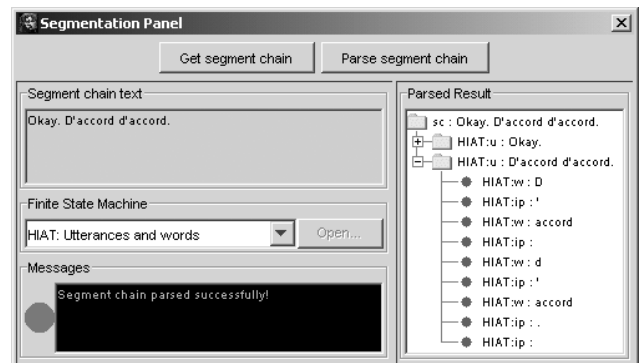 Segmentation Panel
Get segment chain
Parse segment chain
Segment chain text
Okay. D'accord d'accord.
Finite State Machine
HIAT: Utterances and words
Open...
Messages
Segment chain parsed successfully!
Parsed Result
sc : Okay. D'accord d'accord.
HIAT:u : Okay.
HIAT:u : D'accord d'accord.
HIAT:w : D
HIAT:ip : '
HIAT:w : accord
HIAT:ip :
HIAT:w : d
HIAT:ip : '
HIAT:w : accord
HIAT:ip : .
HIAT:ip :